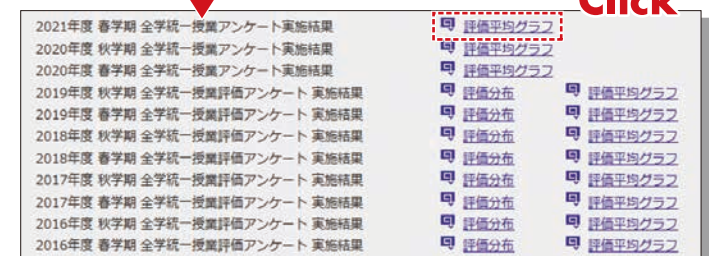 Click
2021年度 春学期 全学統一授業アンケート実施結果 評価平均グラフ
2020年度 秋学期 全学統一授業アンケート実施結果 評価平均グラフ
2020年度 春学期 全学統一授業アンケート実施結果 評価平均グラフ
2019年度 秋学期 全学統一授業評価アンケート 実施結果 評価分布 評価平均グラフ
2019年度 春学期 全学統一授業評価アンケート 実施結果 評価分布 評価平均グラフ
2018年度 秋学期 全学統一授業評価アンケート 実施結果 評価分布 評価平均グラフ
2018年度 春学期 全学統一授業評価アンケート 実施結果 評価分布 評価平均グラフ
2017年度 秋学期 全学統一授業評価アンケート 実施結果 評価分布 評価平均グラフ
2017年度 春学期 全学統一授業評価アンケート 実施結果 評価分布 評価平均グラフ
2016年度 秋学期 全学統一授業評価アンケート 実施結果 評価分布 評価平均グラフ
2016年度 春学期 全学統一授業評価アンケート 実施結果 評価分布 評価平均グラフ